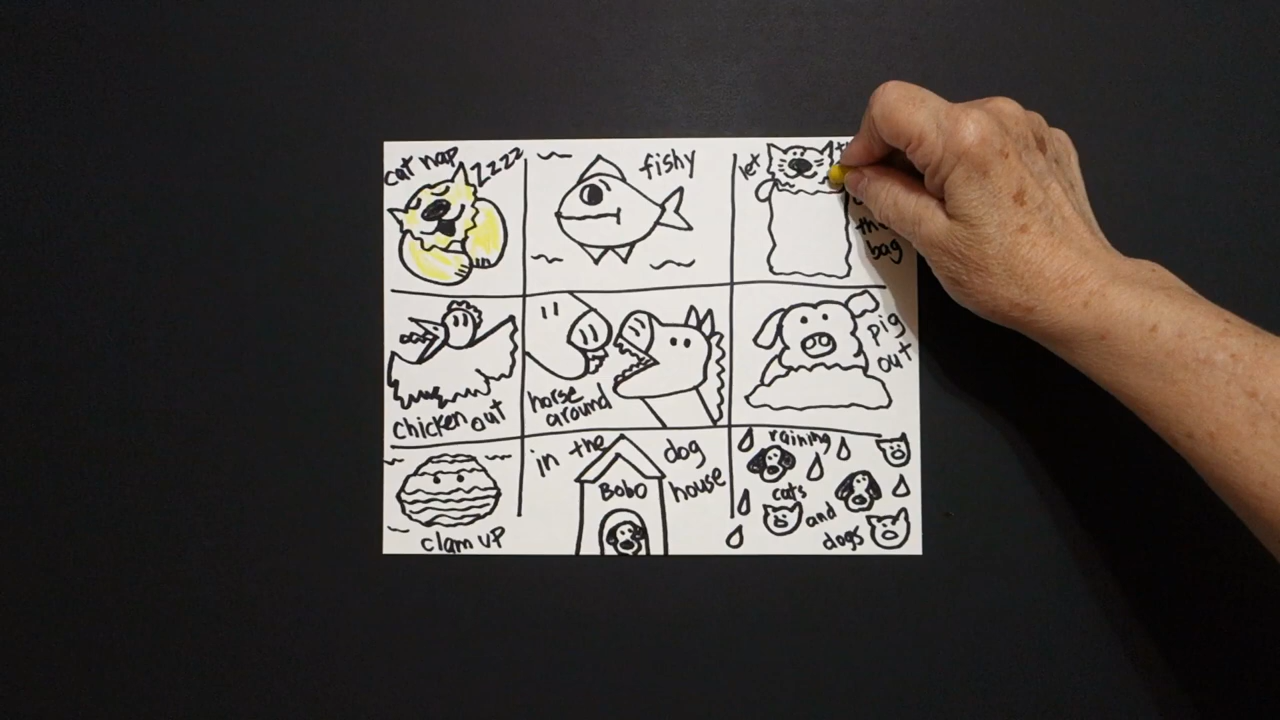 cat nap
zzzz
fishy
let
the
bag
chicken out
horse
around
pig
out
clam up
in the
dog
house
Bobo
raining
cats
and
dogs